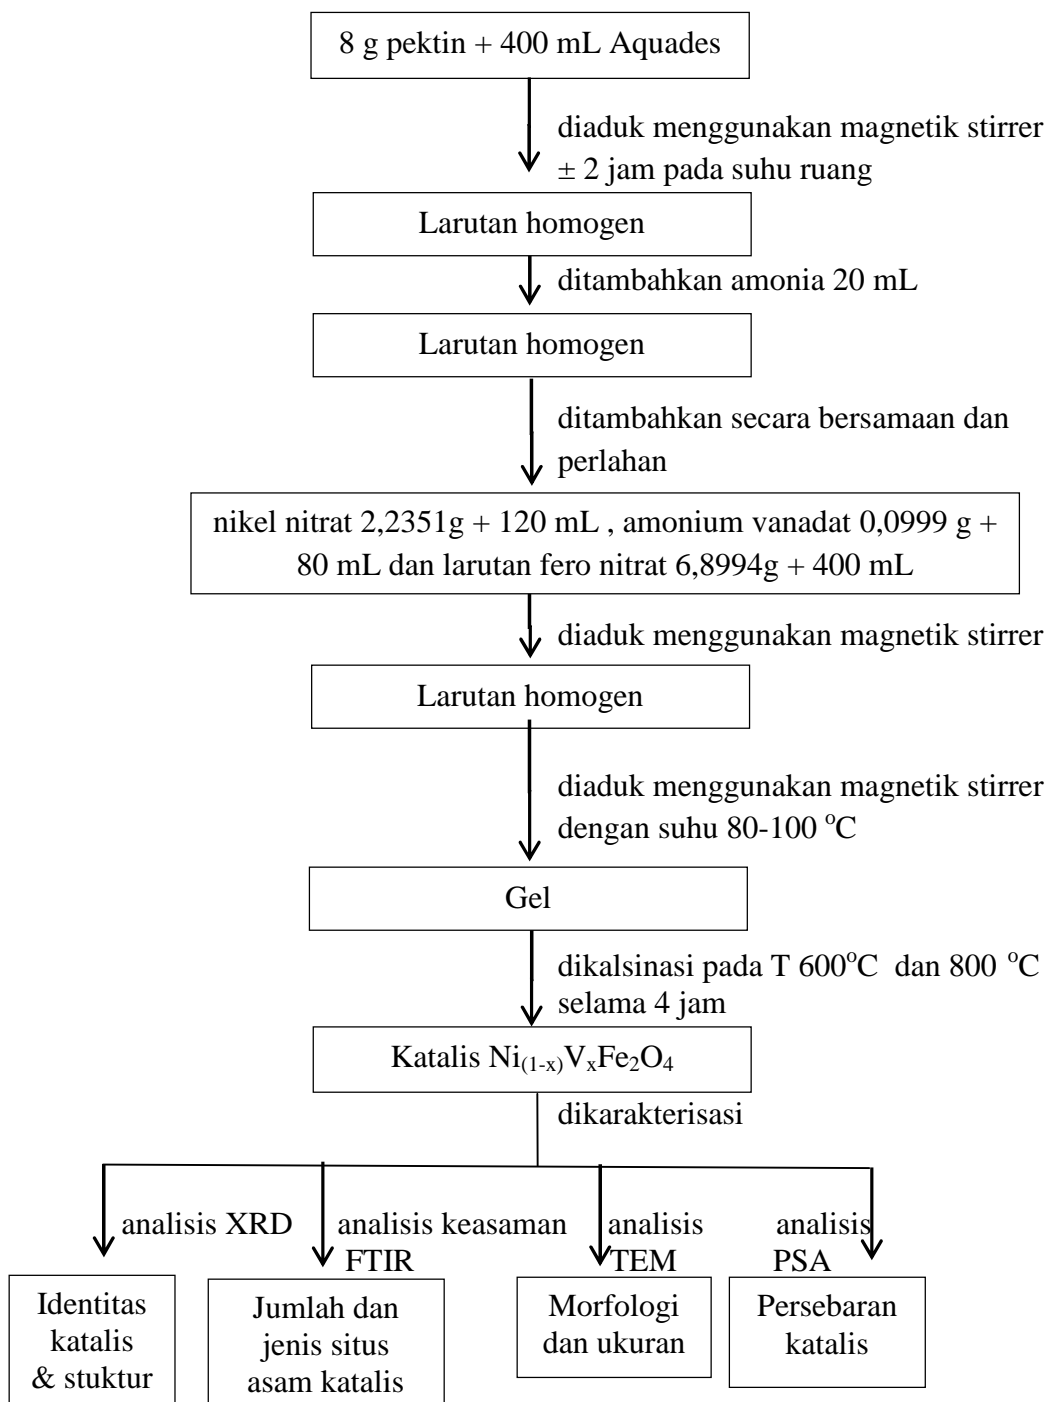 8 g pektin + 400 mL Aquades
diaduk menggunakan magnetik stirrer
± 2 jam pada suhu ruang
Larutan homogen
ditambahkan amonia 20 mL
Larutan homogen
ditambahkan secara bersamaan dan
perlahan
nikel nitrat 2,2351g + 120 mL , amonium vanadat 0,0999 g +
80 mL dan larutan fero nitrat 6,8994g + 400 mL
diaduk menggunakan magnetik stirrer
Larutan homogen
diaduk menggunakan magnetik stirrer
dengan suhu 80-100 °C
Gel
dikalsinasi pada T 600°C dan 800 °C
selama 4 jam
Katalis Ni(1-x)VxFe2O4
dikarakterisasi
analisis XRD
analisis keasaman
FTIR
analisis
TEM
analisis
PSA
Identitas
katalis
& stuktur
Jumlah dan
jenis situs
asam katalis
Morfologi
dan ukuran
Persebaran
katalis